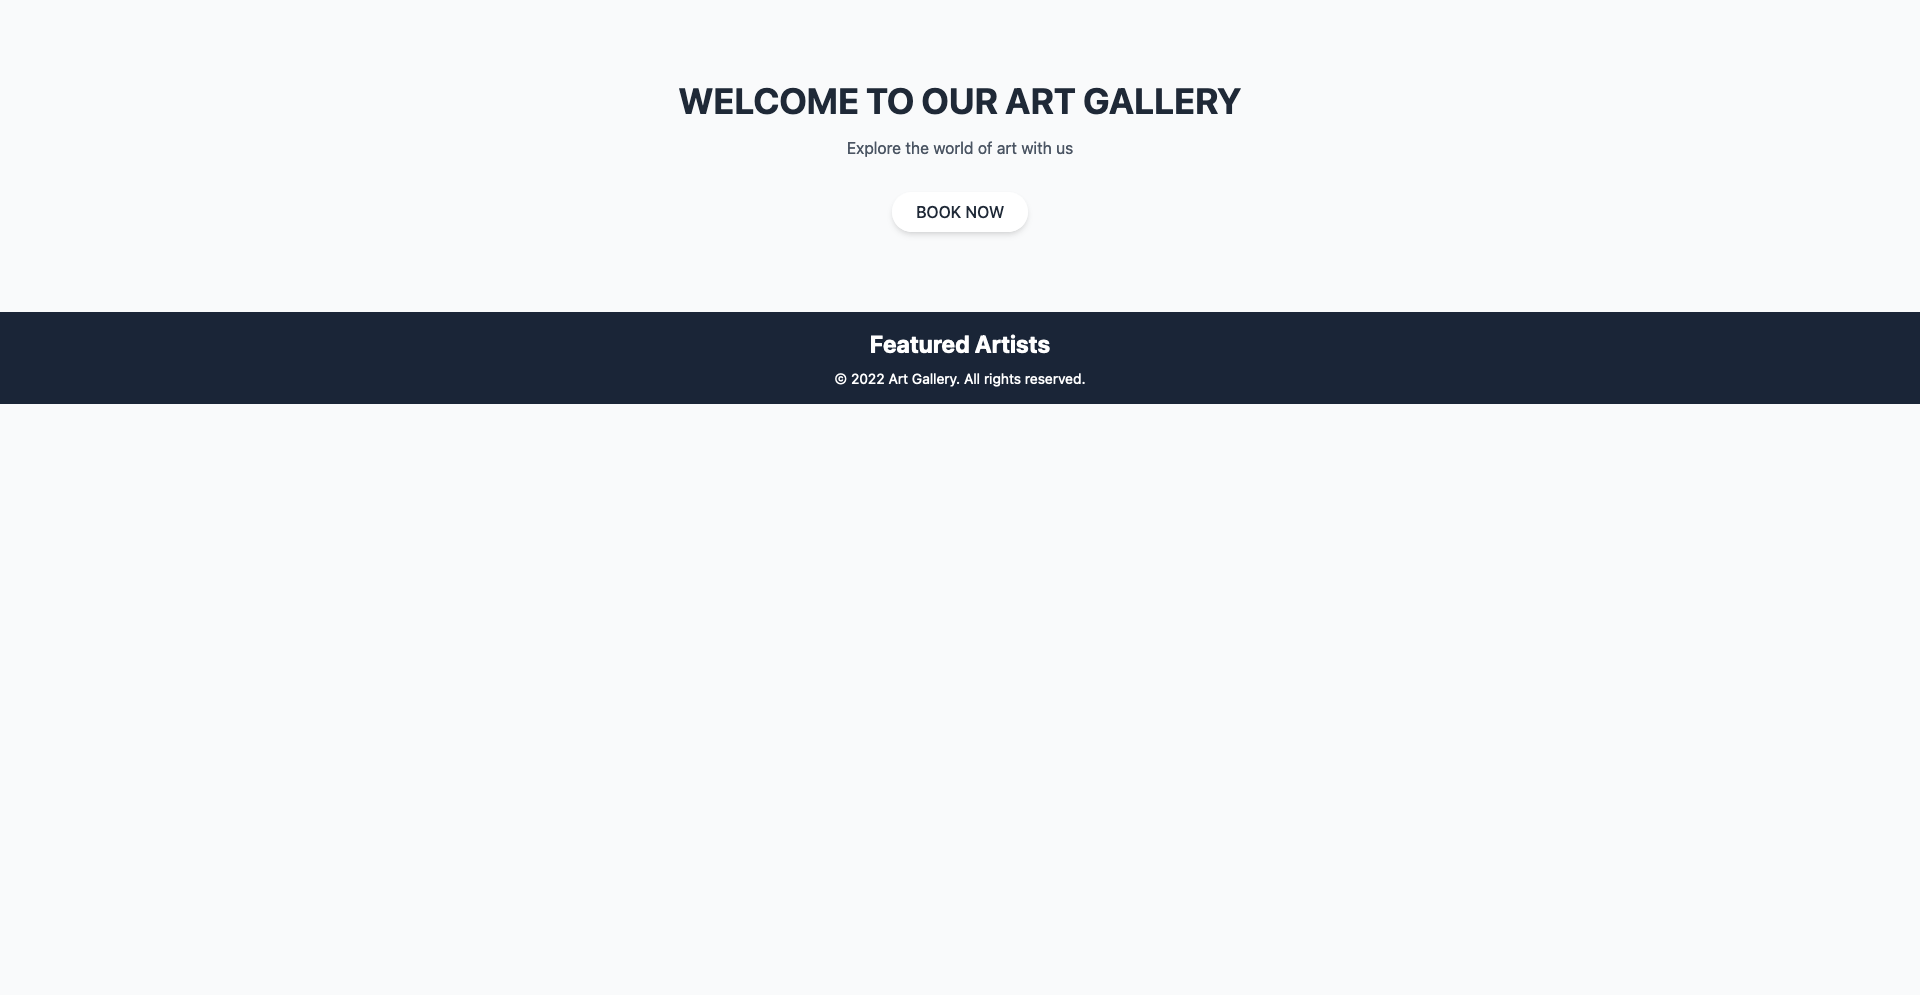 WELCOME TO OUR ART GALLERY
Explore the world of art with us
BOOK NOW
Featured Artists
© 2022 Art Gallery. All rights reserved.